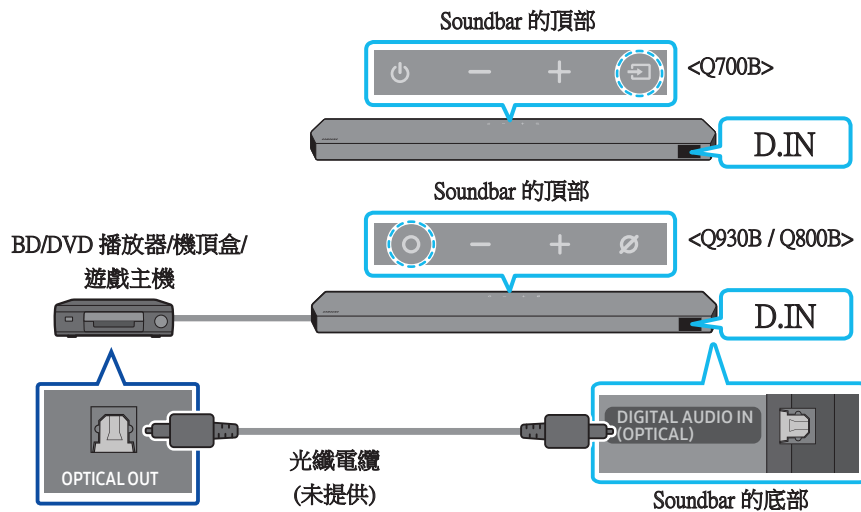 Soundbar 的頂部
<Q700B>
D.IN
Soundbar 的頂部
<Q930B / Q800B>
BD/DVD 播放器/機頂盒/
遊戲主機
D.IN
OPTICAL OUT
光纖電纜
(未提供)
DIGITAL AUDIO IN
(OPTICAL)
Soundbar 的底部